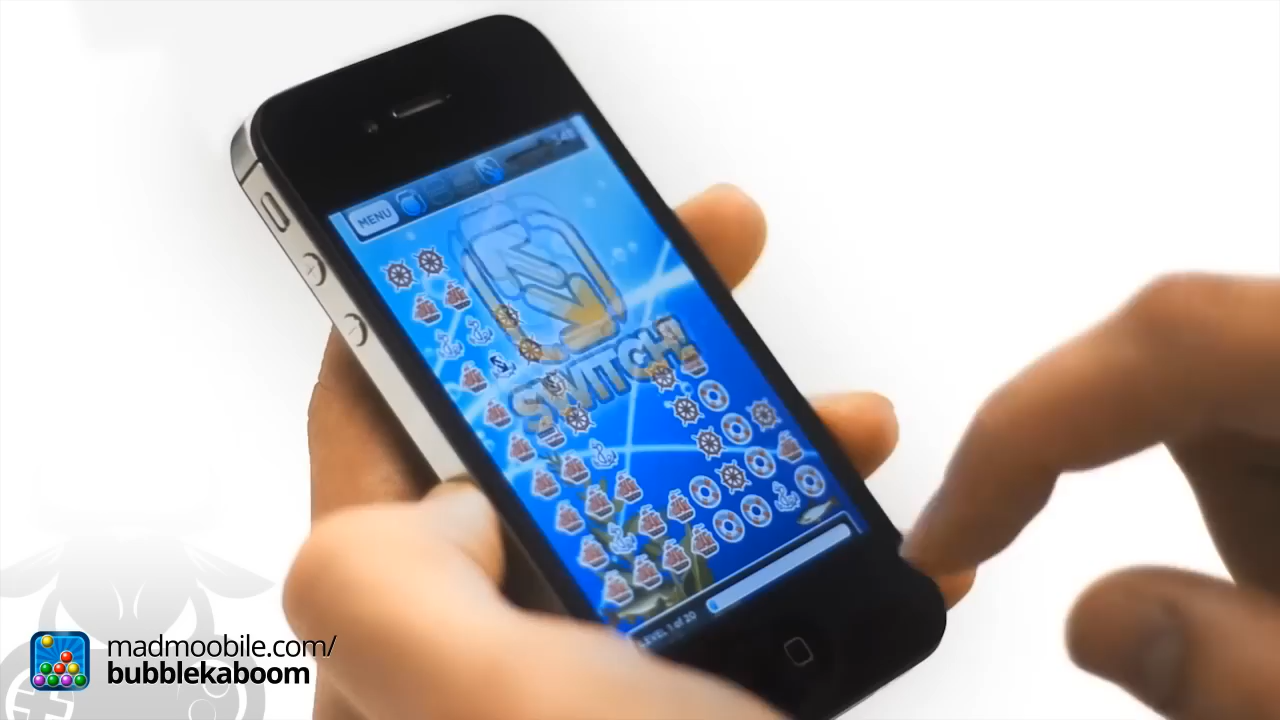 MENU
SWITCH!
LEVEL 1 of 20
madmoobile.com/
bubblekaboom